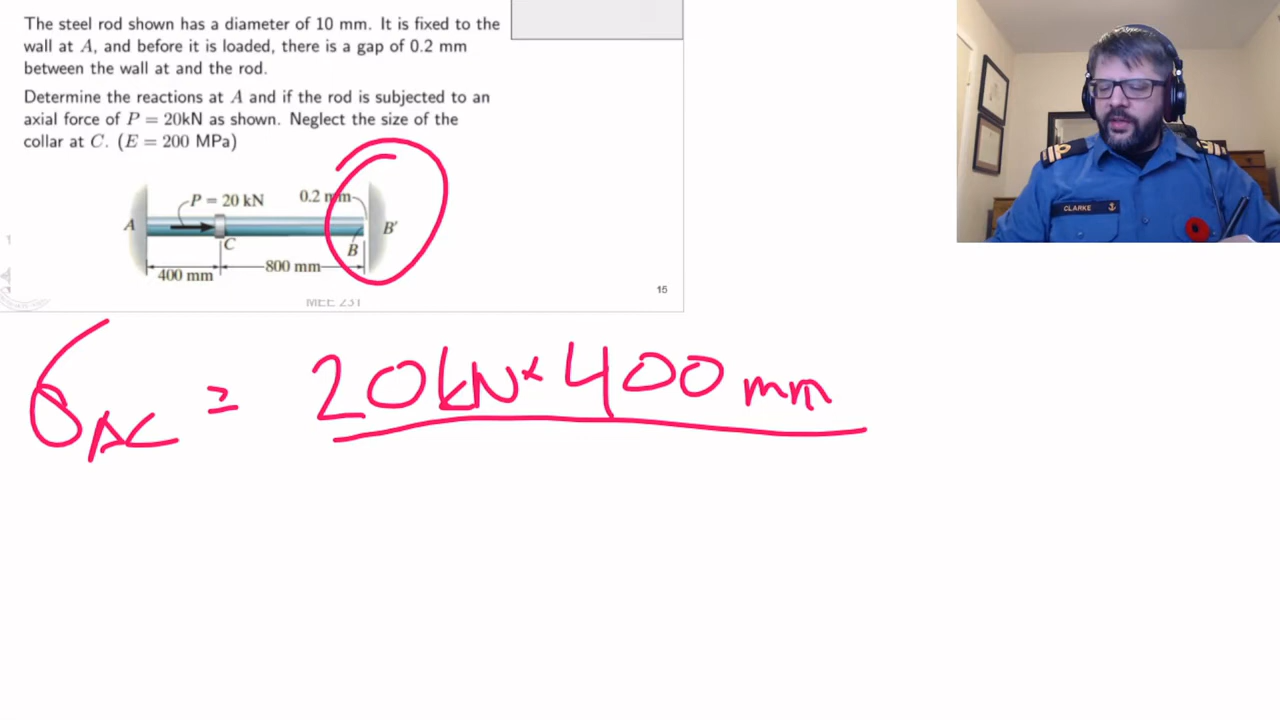 The steel rod shown has a diameter of 10 mm. It is fixed to the
wall at A, and before it is loaded, there is a gap of 0.2 mm
between the wall at and the rod.
Determine the reactions at A and if the rod is subjected to an
axial force of P = 20kN as shown. Neglect the size of the
collar at C. (E = 200 MPa)
P = 20 kN
0.2 mm
A
B'
C
B
400 mm
800 mm
MEE 231
15
CLARKE
δAC = 20kN × 400 mm